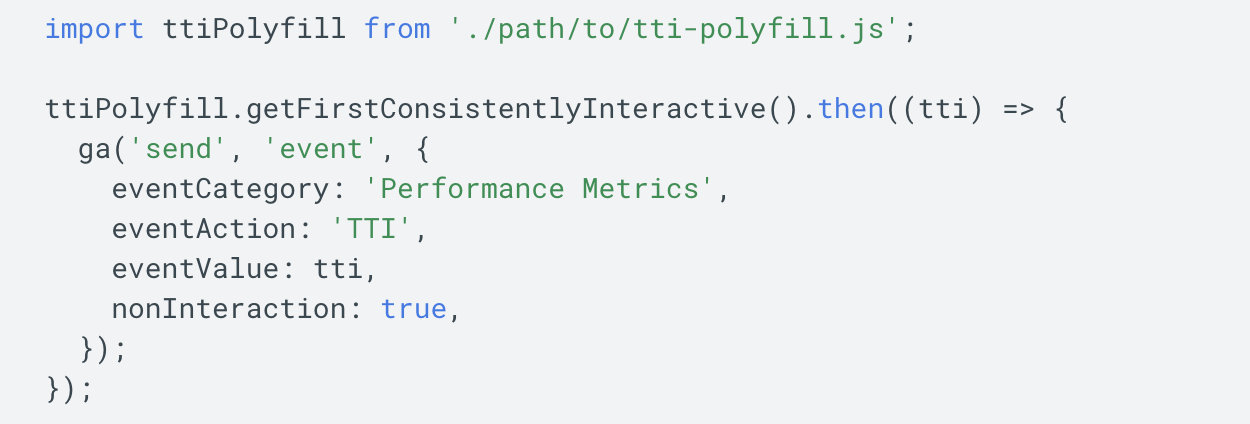 import ttiPolyfill from './path/to/tti-polyfill.js';
ttiPolyfill.getFirstConsistentlyInteractive().then((tti) => {
  ga('send', 'event', {
    eventCategory: 'Performance Metrics',
    eventAction: 'TTI',
    eventValue: tti,
    nonInteraction: true,
  });
});